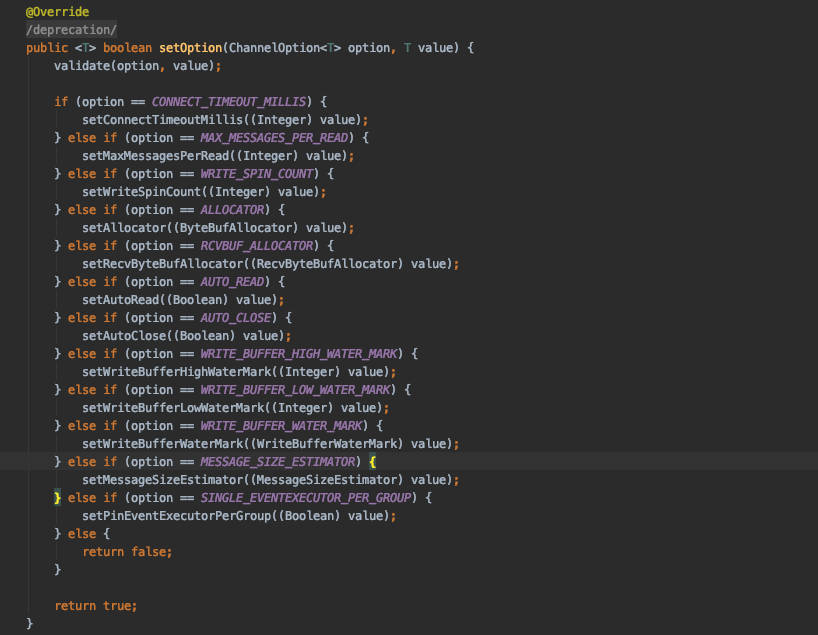 @Override
/deprecation/
public <T> boolean setOption(ChannelOption<T> option, T value) {
    validate(option, value);

    if (option == CONNECT_TIMEOUT_MILLIS) {
        setConnectTimeoutMillis((Integer) value);
    } else if (option == MAX_MESSAGES_PER_READ) {
        setMaxMessagesPerRead((Integer) value);
    } else if (option == WRITE_SPIN_COUNT) {
        setWriteSpinCount((Integer) value);
    } else if (option == ALLOCATOR) {
        setAllocator((ByteBufAllocator) value);
    } else if (option == RCVBUF_ALLOCATOR) {
        setRecvByteBufAllocator((RecvByteBufAllocator) value);
    } else if (option == AUTO_READ) {
        setAutoRead((Boolean) value);
    } else if (option == AUTO_CLOSE) {
        setAutoClose((Boolean) value);
    } else if (option == WRITE_BUFFER_HIGH_WATER_MARK) {
        setWriteBufferHighWaterMark((Integer) value);
    } else if (option == WRITE_BUFFER_LOW_WATER_MARK) {
        setWriteBufferLowWaterMark((Integer) value);
    } else if (option == WRITE_BUFFER_WATER_MARK) {
        setWriteBufferWaterMark((WriteBufferWaterMark) value);
    } else if (option == MESSAGE_SIZE_ESTIMATOR) {
        setMessageSizeEstimator((MessageSizeEstimator) value);
    } else if (option == SINGLE_EVENTEXECUTOR_PER_GROUP) {
        setPinEventExecutorPerGroup((Boolean) value);
    } else {
        return false;
    }

    return true;
}